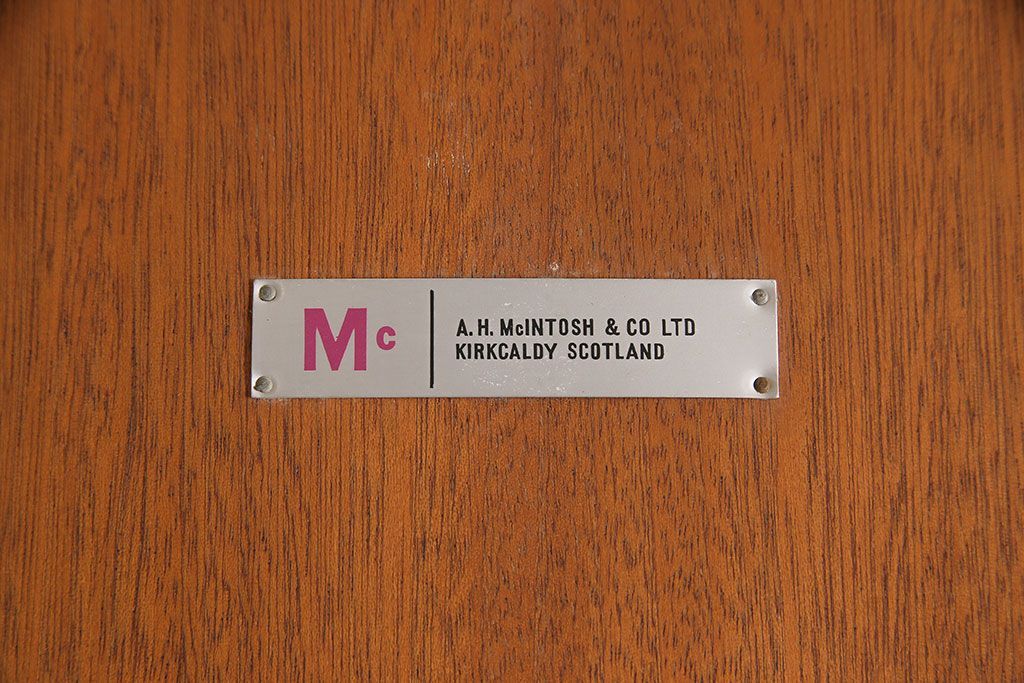 Mc
A. H. McINTOSH & CO LTD
KIRKCALDY SCOTLAND